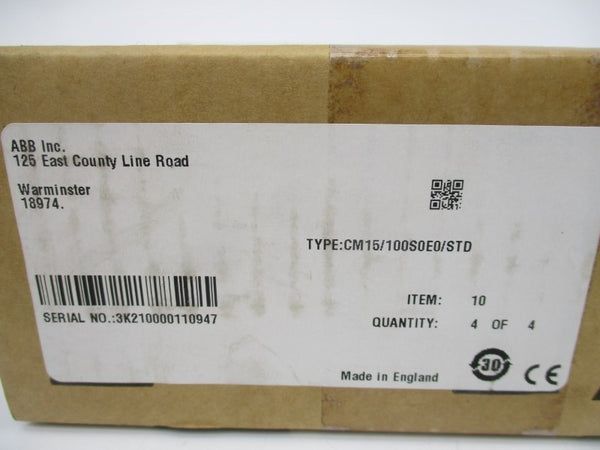 ABB Inc.
125 East County Line Road
Warminster
18974.
TYPE:CM15/100S0E0/STD
SERIAL NO.:3K210000110947
ITEM: 10
QUANTITY: 4 OF 4
Made in England
30
CE